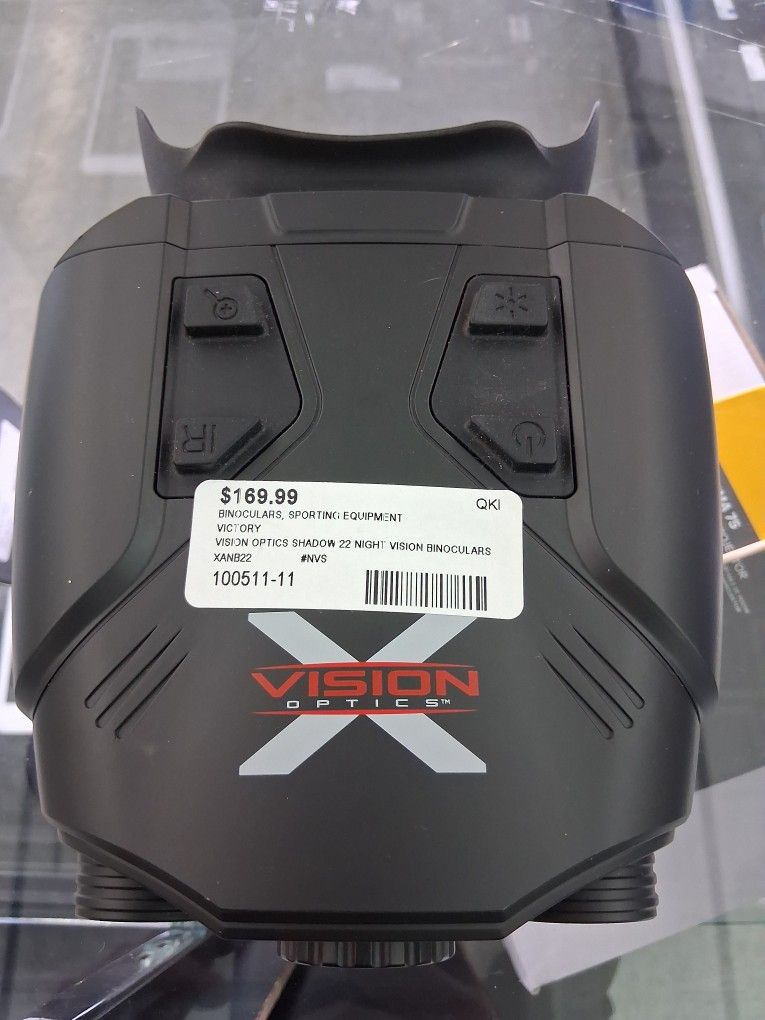 IR
$169.99 QKI
BINOCULARS, SPORTING EQUIPMENT
VICTORY
VISION OPTICS SHADOW 22 NIGHT VISION BINOCULARS
XANB22 #NVS
100511-11
X
VISION
OPTICS™